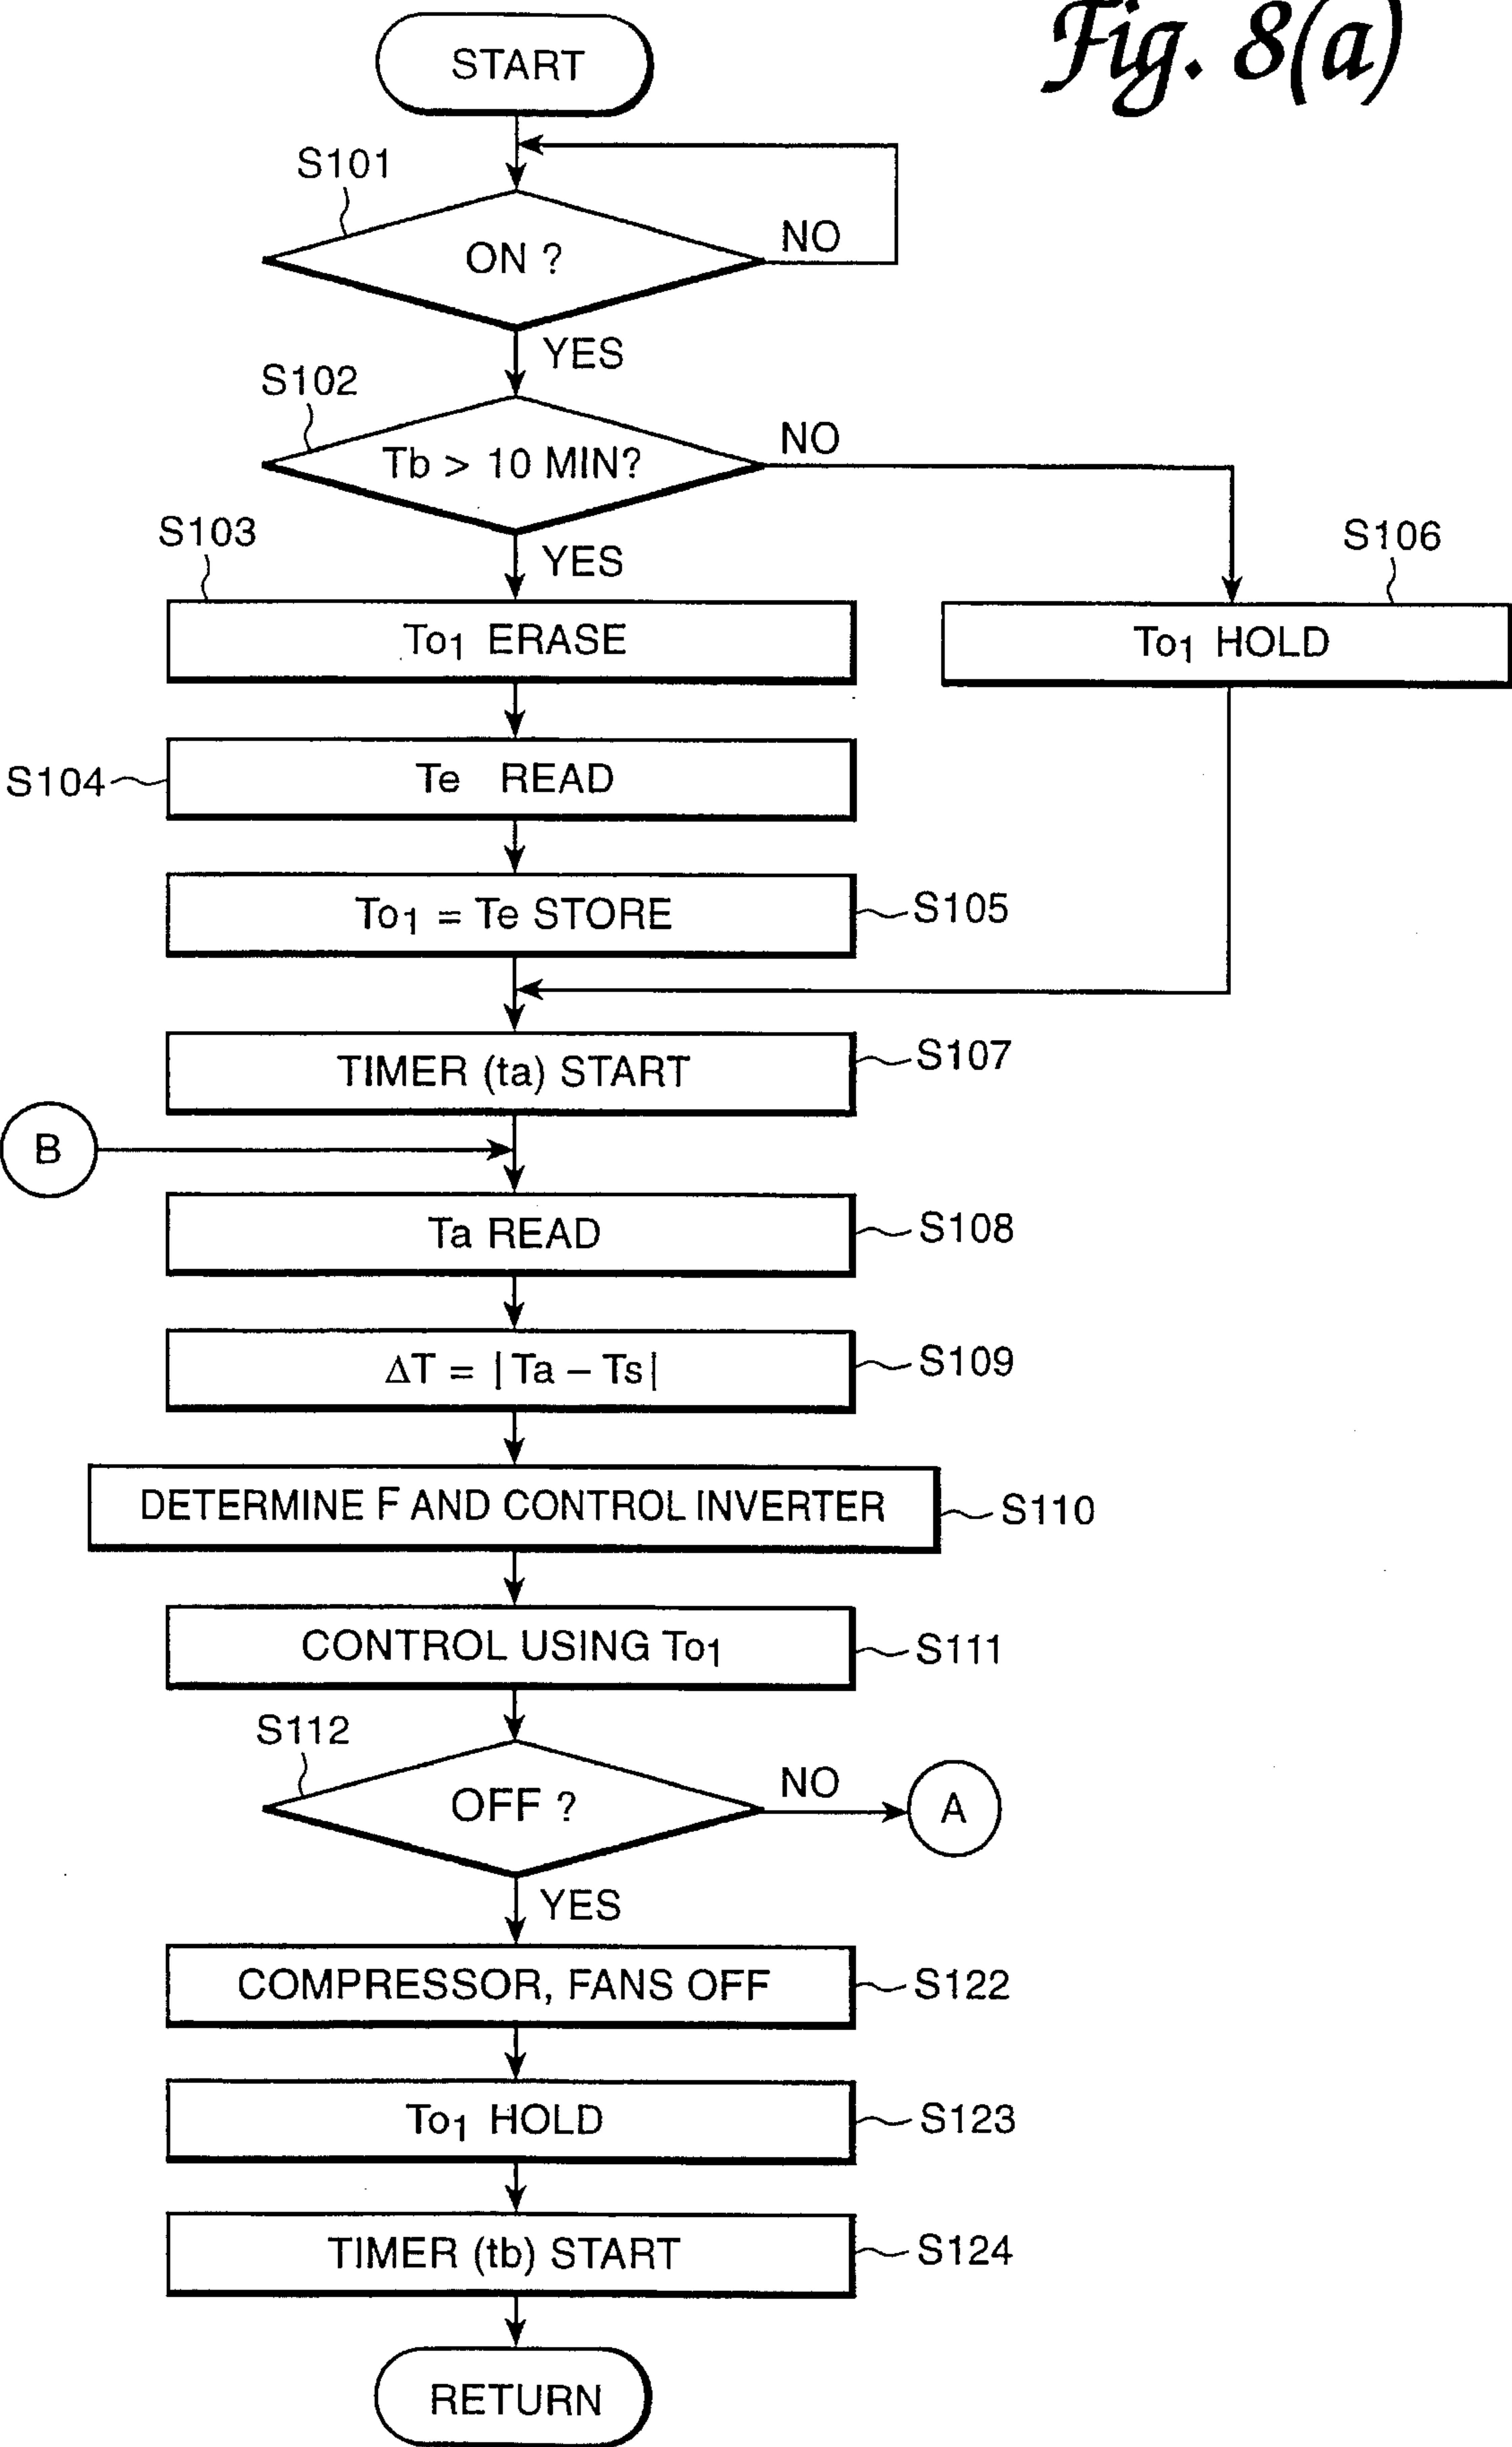 Fig. 8(a)
START
S101
ON ?
NO
YES
S102
Tb > 10 MIN?
NO
YES
S103
To1 ERASE
S106
To1 HOLD
S104
Te READ
To1 = Te STORE
S105
TIMER (ta) START
S107
B
Ta READ
S108
ΔT = |Ta – Ts|
S109
DETERMINE F AND CONTROL INVERTER
S110
CONTROL USING To1
S111
S112
OFF ?
NO
A
YES
COMPRESSOR, FANS OFF
S122
To1 HOLD
S123
TIMER (tb) START
S124
RETURN